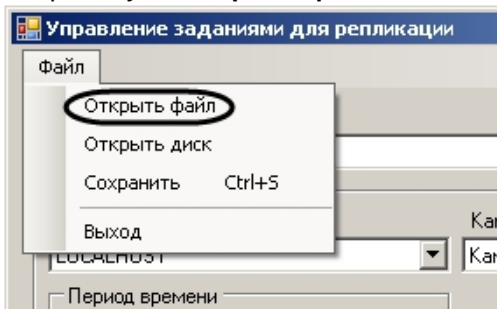 Управление заданиями для репликации
Файл
Открыть файл
Открыть диск
Сохранить Ctrl+S
Выход
LOCALHOST
Период времени